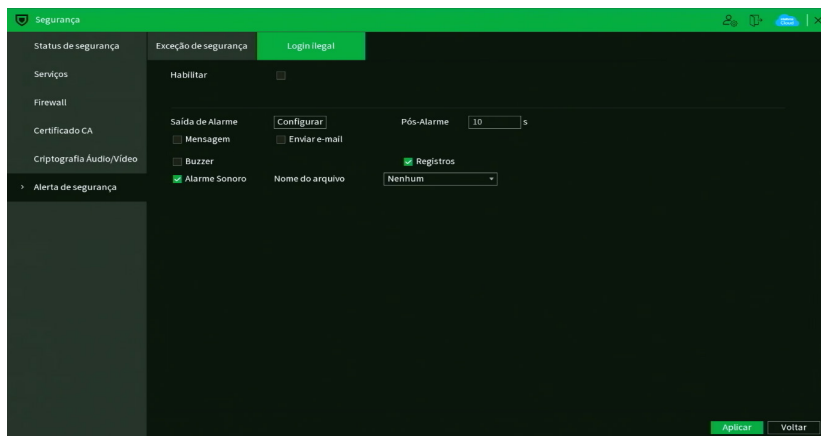 Segurança
Status de segurança
Exceção de segurança
Login ilegal
Serviços
Habilitar
Firewall
Saída de Alarme
Configurar
Pós-Alarme
10
s
Certificado CA
Mensagem
Enviar e-mail
Criptografia Áudio/Vídeo
Buzzer
Registros
> Alerta de segurança
Alarme Sonoro
Nome do arquivo
Nenhum
Aplicar
Voltar